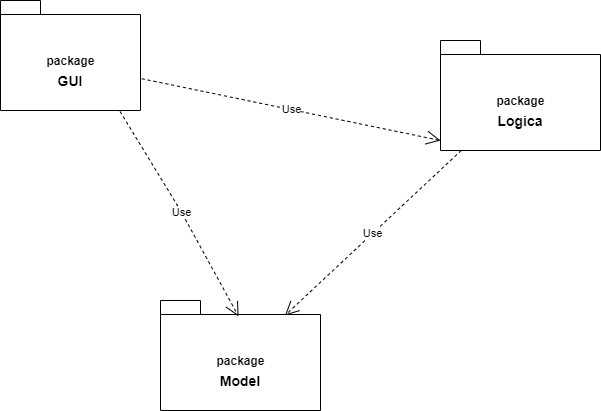 package
GUI
package
Logica
Use
Use
Use
package
Model